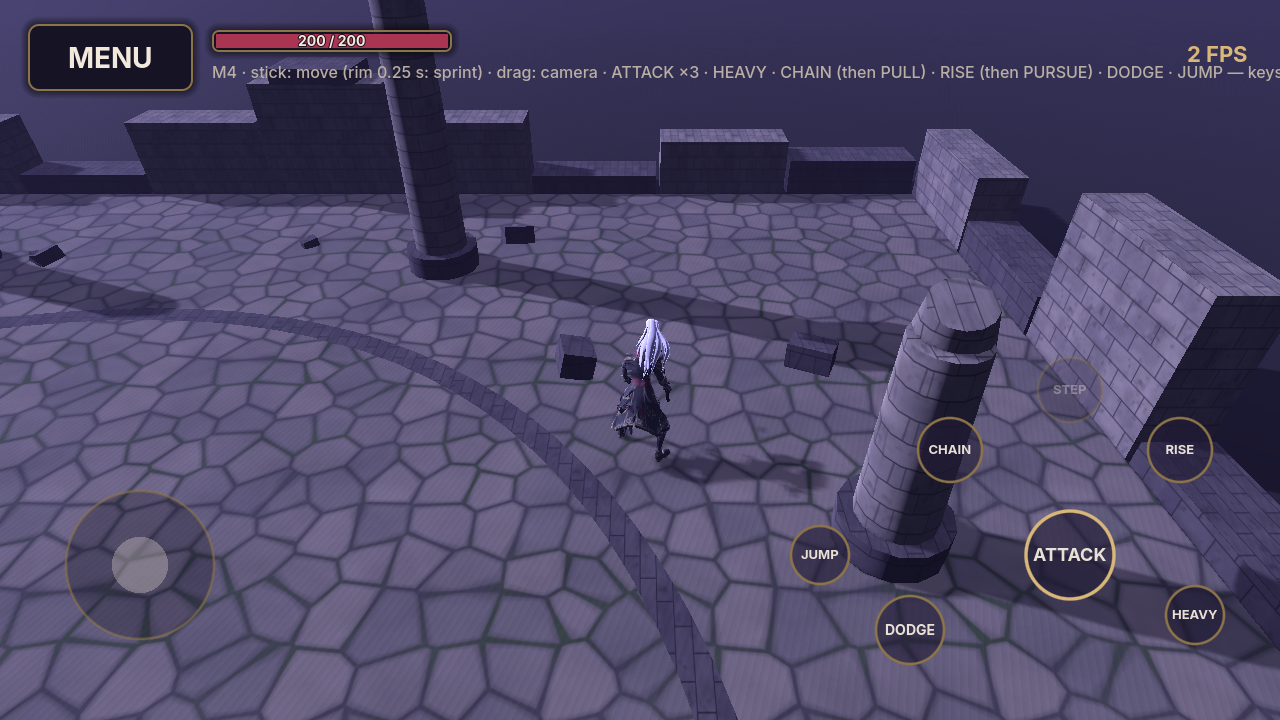 MENU
200 / 200
2 FPS
M4 · stick: move (rim 0.25 s: sprint) · drag: camera · ATTACK ×3 · HEAVY · CHAIN (then PULL) · RISE (then PURSUE) · DODGE · JUMP — keys
STEP
CHAIN
RISE
JUMP
ATTACK
HEAVY
DODGE